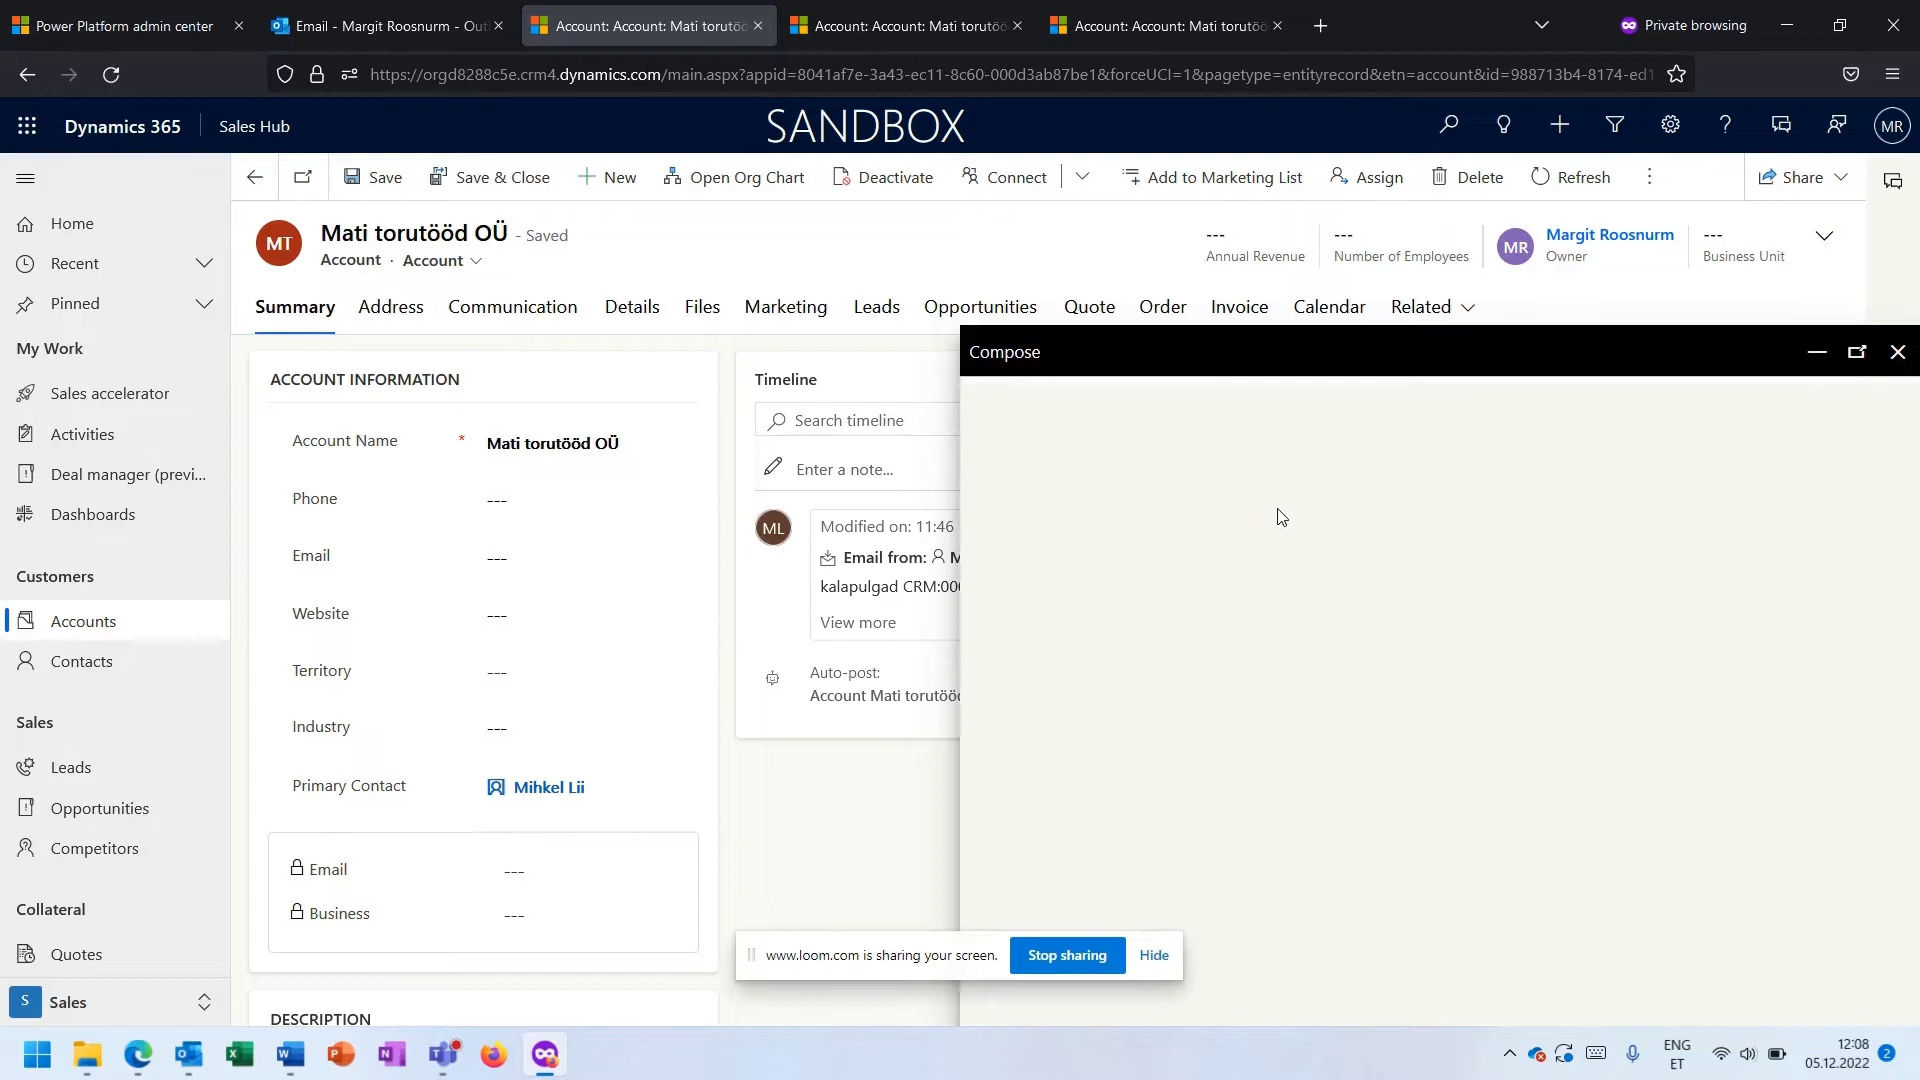 Power Platform admin center
Email - Margit Roosnurm - Out
Account: Account: Mati torutöö
Account: Account: Mati torutöö
Account: Account: Mati torutöö
Private browsing
https://orgd8288c5e.crm4.dynamics.com/main.aspx?appid=8041af7e-3a43-ec11-8c60-000d3ab87be1&forceUCI=1&pagetype=entityrecord&etn=account&id=988713b4-8174-ed1
Dynamics 365
Sales Hub
SANDBOX
MR
Save
Save & Close
New
Open Org Chart
Deactivate
Connect
Add to Marketing List
Assign
Delete
Refresh
Share
Home
Recent
Pinned
My Work
Sales accelerator
Activities
Deal manager (previ...
Dashboards
Customers
Accounts
Contacts
Sales
Leads
Opportunities
Competitors
Collateral
Quotes
S
Sales
MT
Mati torutööd OÜ - Saved
Account · Account
---
Annual Revenue
---
Number of Employees
MR
Margit Roosnurm
Owner
---
Business Unit
Summary
Address
Communication
Details
Files
Marketing
Leads
Opportunities
Quote
Order
Invoice
Calendar
Related
ACCOUNT INFORMATION
Account Name * Mati torutööd OÜ
Phone ---
Email ---
Website ---
Territory ---
Industry ---
Primary Contact Mihkel Lii
Email ---
Business ---
DESCRIPTION
Timeline
Search timeline
Enter a note...
ML
Modified on: 11:46
Email from: M
kalapulgad CRM:000
View more
Auto-post:
Account Mati torutöö
Compose
www.loom.com is sharing your screen.
Stop sharing
Hide
ENG
ET
12:08
05.12.2022
2